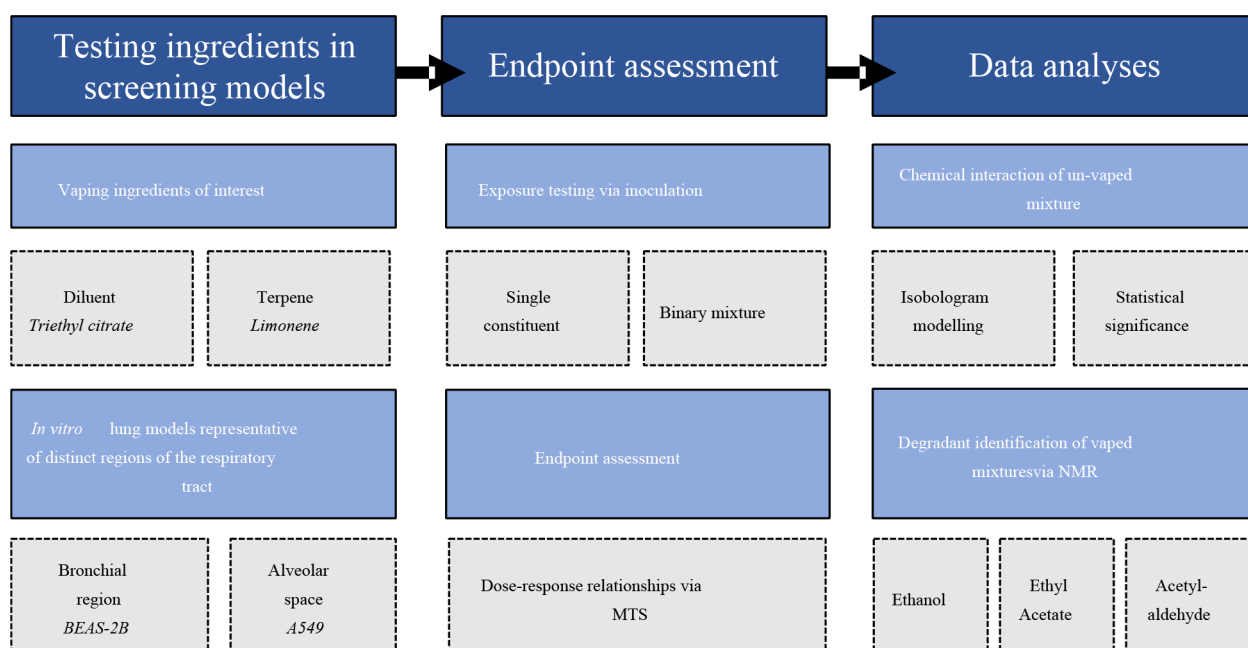 Testing ingredients in
screening models
Endpoint assessment
Data analyses
Vaping ingredients of interest
Exposure testing via inoculation
Chemical interaction of un-vaped
mixture
Diluent
Triethyl citrate
Terpene
Limonene
Single
constituent
Binary mixture
Isobologram
modelling
Statistical
significance
In vitro lung models representative
of distinct regions of the respiratory
tract
Endpoint assessment
Degradant identification of vaped
mixturesvia NMR
Bronchial
region
BEAS-2B
Alveolar
space
A549
Dose-response relationships via
MTS
Ethanol
Ethyl
Acetate
Acetyl-
aldehyde